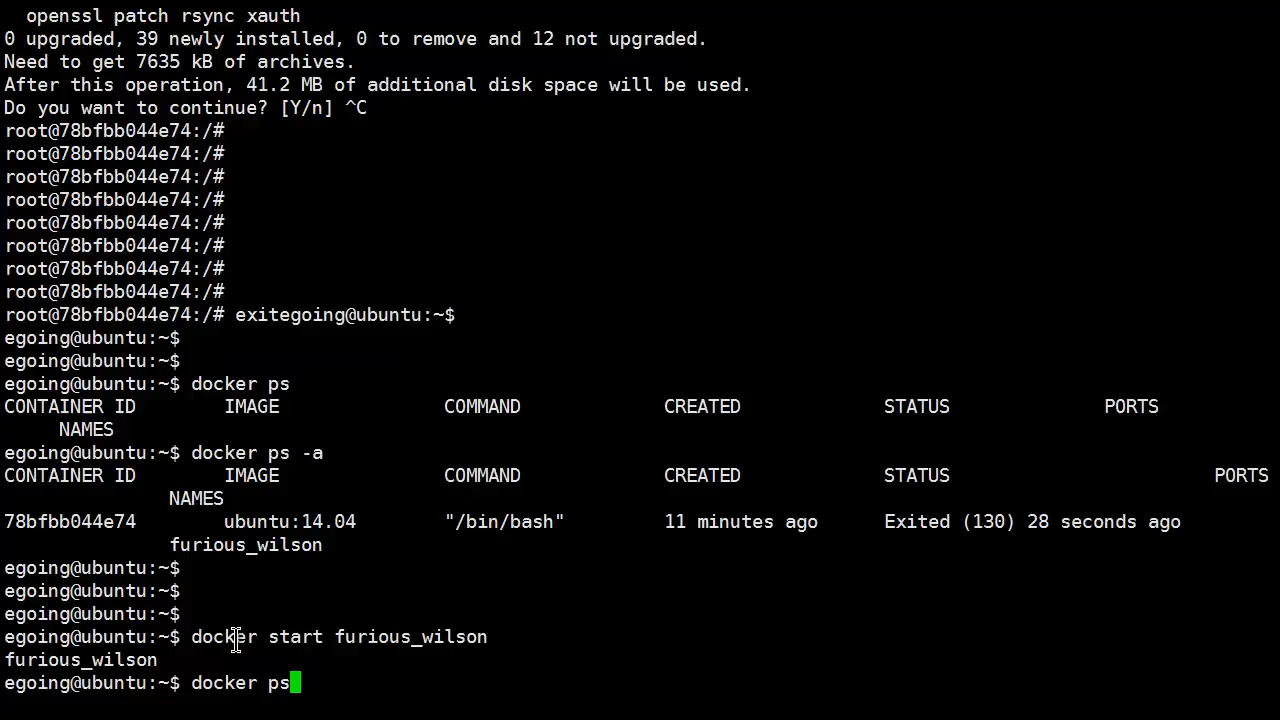 openssl patch rsync xauth
0 upgraded, 39 newly installed, 0 to remove and 12 not upgraded.
Need to get 7635 kB of archives.
After this operation, 41.2 MB of additional disk space will be used.
Do you want to continue? [Y/n] ^C
root@78bfbb044e74:/#
root@78bfbb044e74:/#
root@78bfbb044e74:/#
root@78bfbb044e74:/#
root@78bfbb044e74:/#
root@78bfbb044e74:/#
root@78bfbb044e74:/#
root@78bfbb044e74:/#
root@78bfbb044e74:/# exitegoing@ubuntu:~$
egoing@ubuntu:~$
egoing@ubuntu:~$
egoing@ubuntu:~$ docker ps
CONTAINER ID        IMAGE               COMMAND             CREATED             STATUS              PORTS
     NAMES
egoing@ubuntu:~$ docker ps -a
CONTAINER ID        IMAGE               COMMAND             CREATED             STATUS                        PORTS
               NAMES
78bfbb044e74        ubuntu:14.04        "/bin/bash"         11 minutes ago      Exited (130) 28 seconds ago
               furious_wilson
egoing@ubuntu:~$
egoing@ubuntu:~$
egoing@ubuntu:~$
egoing@ubuntu:~$ docker start furious_wilson
furious_wilson
egoing@ubuntu:~$ docker ps